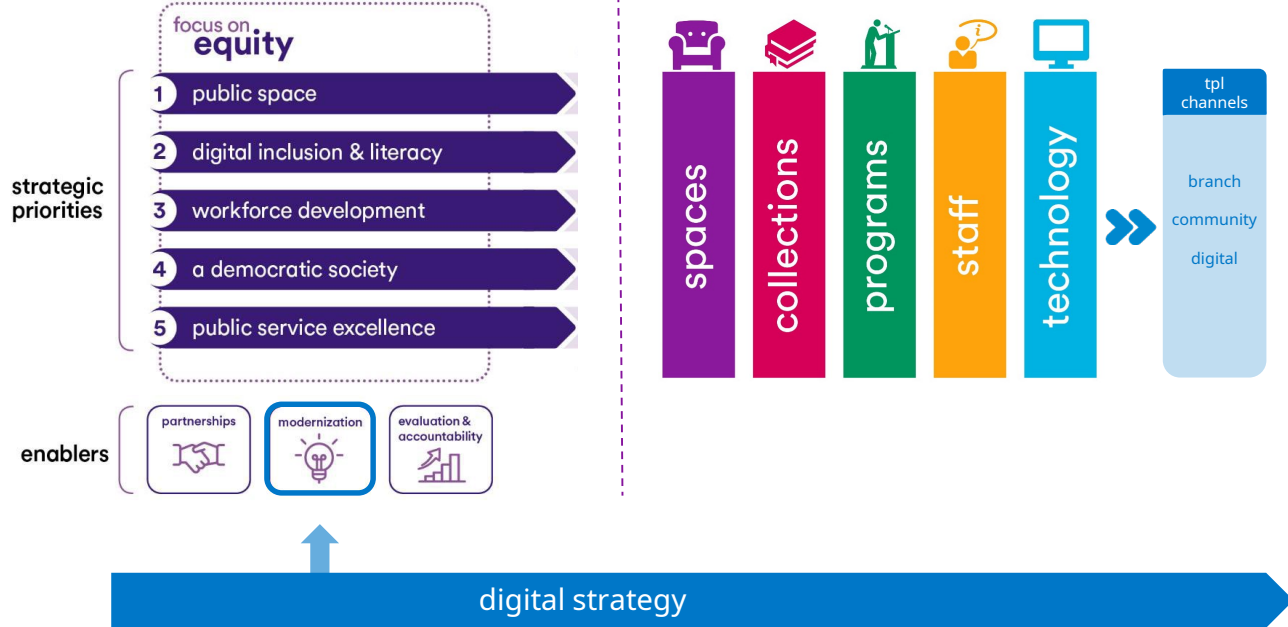 focus on
equity
strategic
priorities
1 public space
2 digital inclusion & literacy
3 workforce development
4 a democratic society
5 public service excellence
enablers
partnerships
modernization
evaluation &
accountability
spaces
collections
programs
i
staff
technology
tpl
channels
branch
community
digital
digital strategy